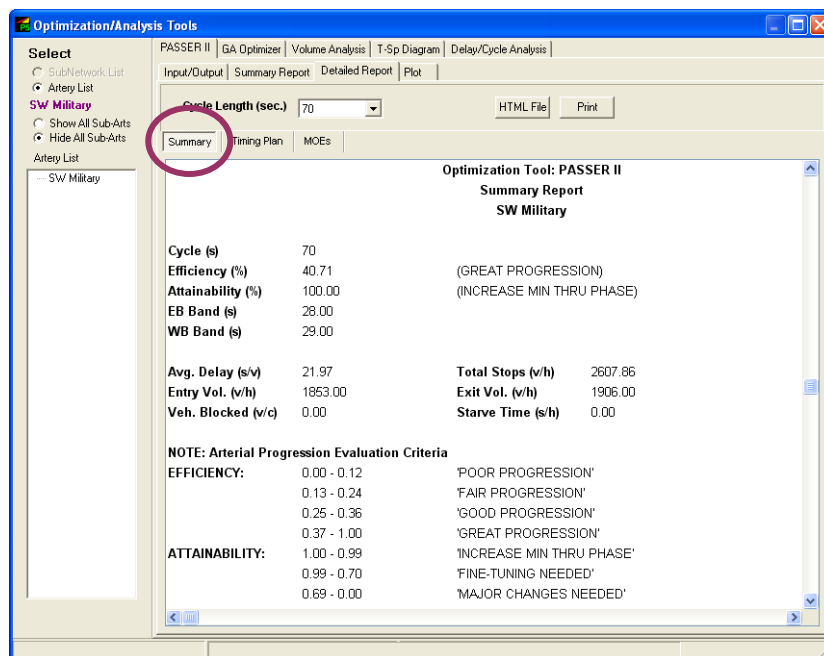 Optimization/Analysis Tools
Select
SubNetwork List
Artery List
SW Military
Show All Sub-Arts
Hide All Sub-Arts
Artery List
SW Military
PASSER II GA Optimizer Volume Analysis T-Sp Diagram Delay/Cycle Analysis
Input/Output Summary Report Detailed Report Plot
Cycle Length (sec.) 70 HTML File Print
Summary Timing Plan MOEs
Optimization Tool: PASSER II
Summary Report
SW Military
Cycle (s) 70
Efficiency (%) 40.71 (GREAT PROGRESSION)
Attainability (%) 100.00 (INCREASE MIN THRU PHASE)
EB Band (s) 28.00
WB Band (s) 29.00
Avg. Delay (s/v) 21.97 Total Stops (v/h) 2607.86
Entry Vol. (v/h) 1853.00 Exit Vol. (v/h) 1906.00
Veh. Blocked (v/c) 0.00 Starve Time (s/h) 0.00
NOTE: Arterial Progression Evaluation Criteria
EFFICIENCY: 0.00 - 0.12 'POOR PROGRESSION'
0.13 - 0.24 'FAIR PROGRESSION'
0.25 - 0.36 'GOOD PROGRESSION'
0.37 - 1.00 'GREAT PROGRESSION'
ATTAINABILITY: 1.00 - 0.99 'INCREASE MIN THRU PHASE'
0.99 - 0.70 'FINE-TUNING NEEDED'
0.69 - 0.00 'MAJOR CHANGES NEEDED'